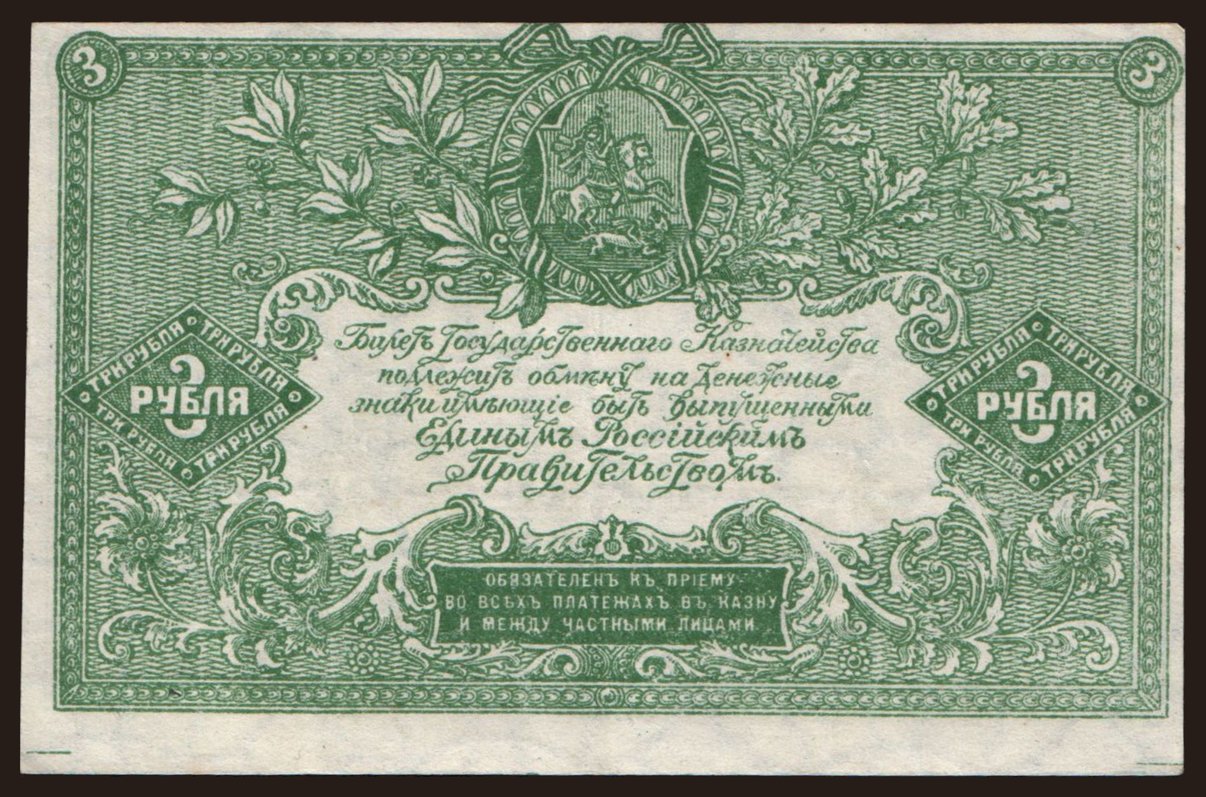 3 3
Билетъ Государственнаго Казначейства
подлежитъ обмѣну на денежные
знаки имѣющіе быть выпущенными
Единымъ Россійскимъ
Правительствомъ.
ТРИ РУБЛЯ ТРИ РУБЛЯ
3 РУБЛЯ
ТРИ РУБЛЯ ТРИ РУБЛЯ
ТРИ РУБЛЯ ТРИ РУБЛЯ
3 РУБЛЯ
ТРИ РУБЛЯ ТРИ РУБЛЯ
ОБЯЗАТЕЛЕНЪ КЪ ПРІЕМУ
ВО ВСѢХЪ ПЛАТЕЖАХЪ ВЪ КАЗНУ
И МЕЖДУ ЧАСТНЫМИ ЛИЦАМИ